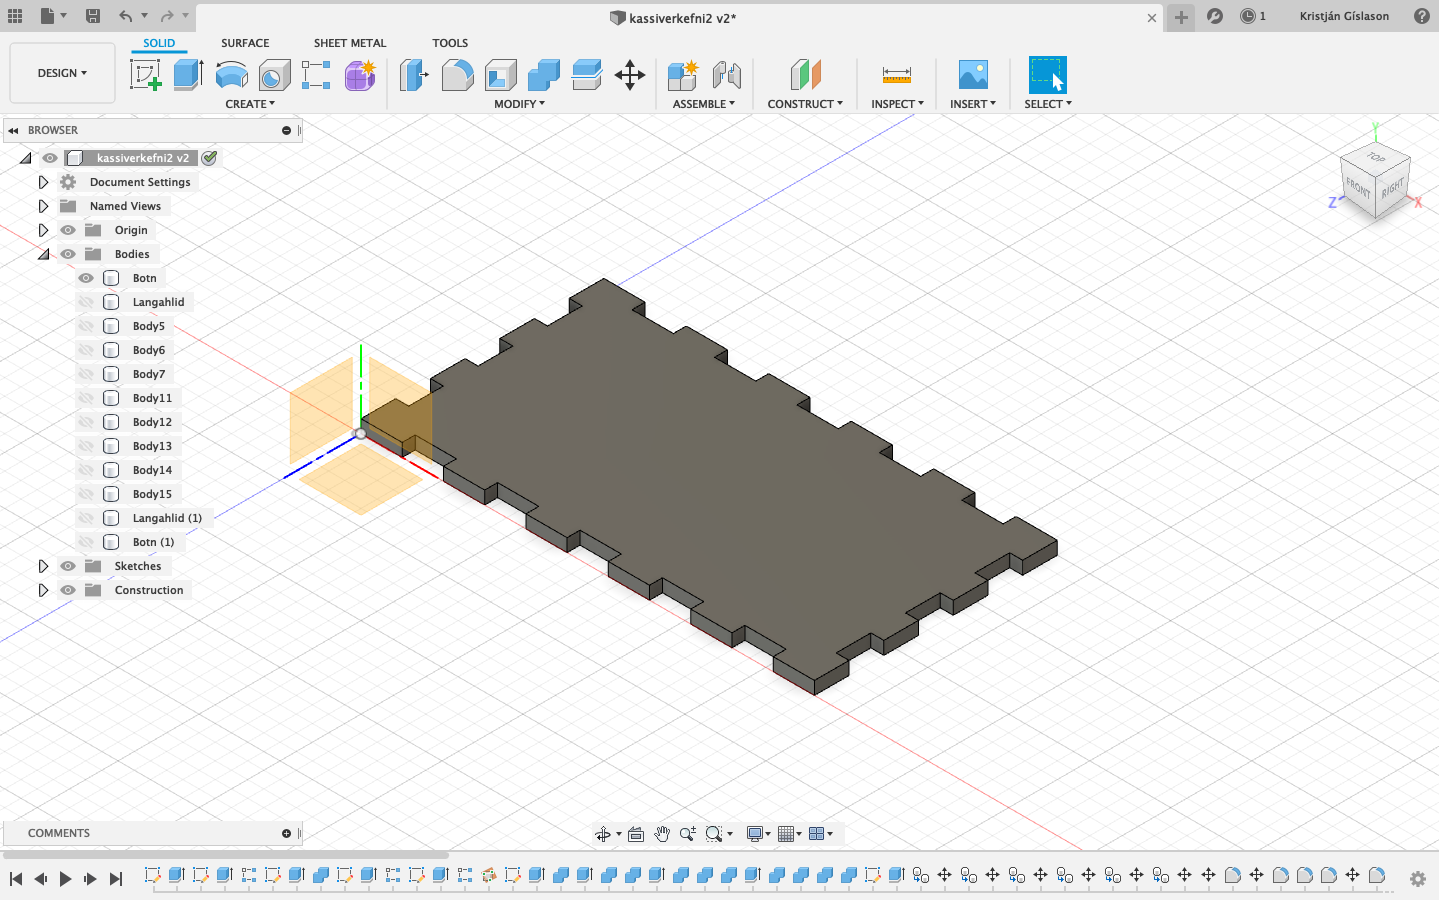 kassiverkefni2 v2*
1
Kristján Gíslason
DESIGN
SOLID
SURFACE
SHEET METAL
TOOLS
CREATE
MODIFY
ASSEMBLE
CONSTRUCT
INSPECT
INSERT
SELECT
BROWSER
kassiverkefni2 v2
Document Settings
Named Views
Origin
Bodies
Botn
Langahlid
Body5
Body6
Body7
Body11
Body12
Body13
Body14
Body15
Langahlid (1)
Botn (1)
Sketches
Construction
Y
TOP
FRONT
RIGHT
Z
X
COMMENTS